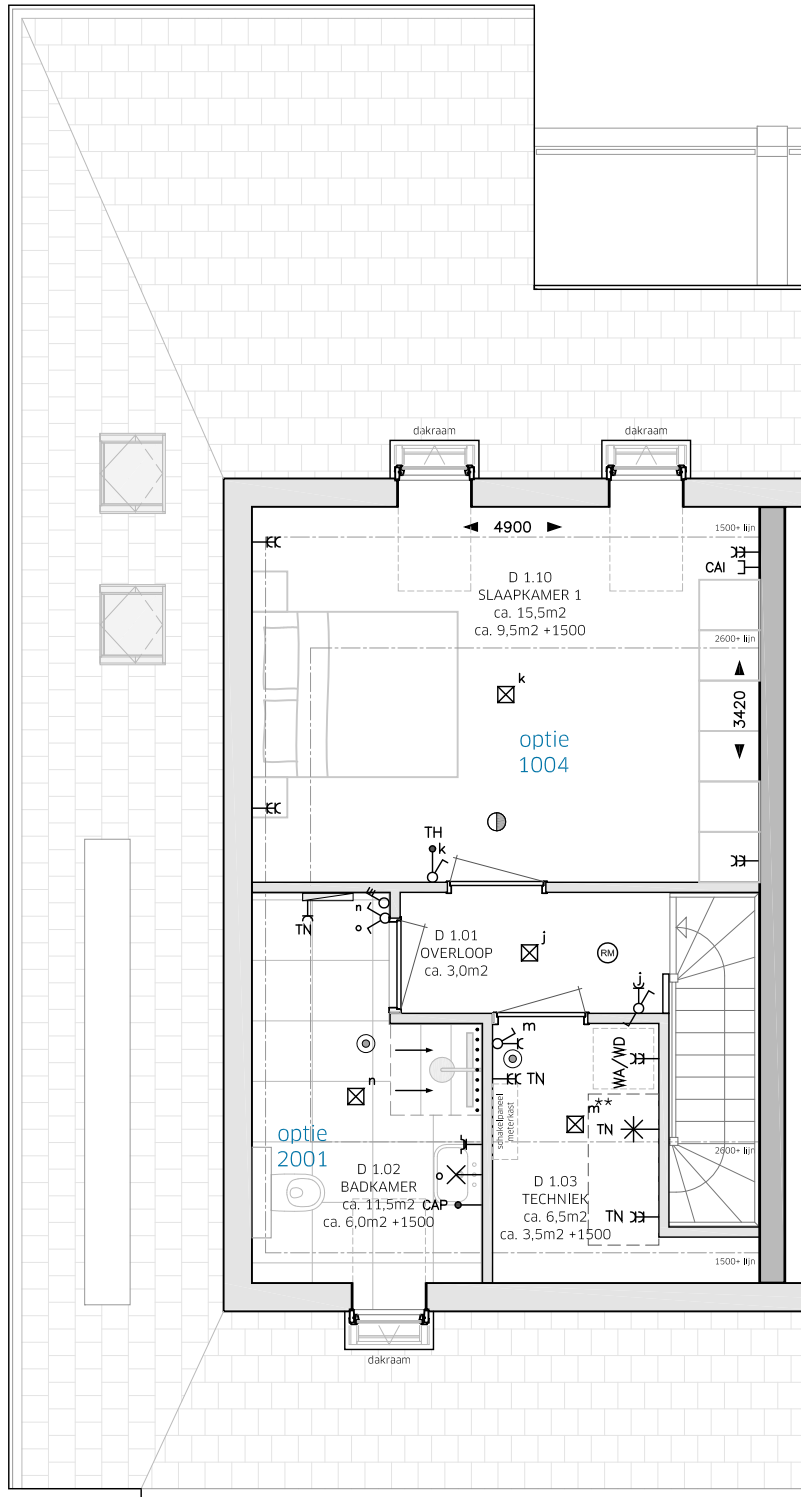 dakraam
dakraam
4900
1500+ lijn
CAI
D 1.10
SLAAPKAMER 1
ca. 15,5m2
ca. 9,5m2 +1500
2600+ lijn
k
3420
optie
1004
TH
k
n
o
TN
D 1.01
OVERLOOP
ca. 3,0m2
j
RM
j
m
WA/WD
TN
schakelpaneel
meterkast
n
m**
TN
optie
2001
2600+ lijn
D 1.02
BADKAMER
ca. 11,5m2
ca. 6,0m2 +1500
o
CAP
D 1.03
TECHNIEK
ca. 6,5m2
ca. 3,5m2 +1500
TN
1500+ lijn
dakraam